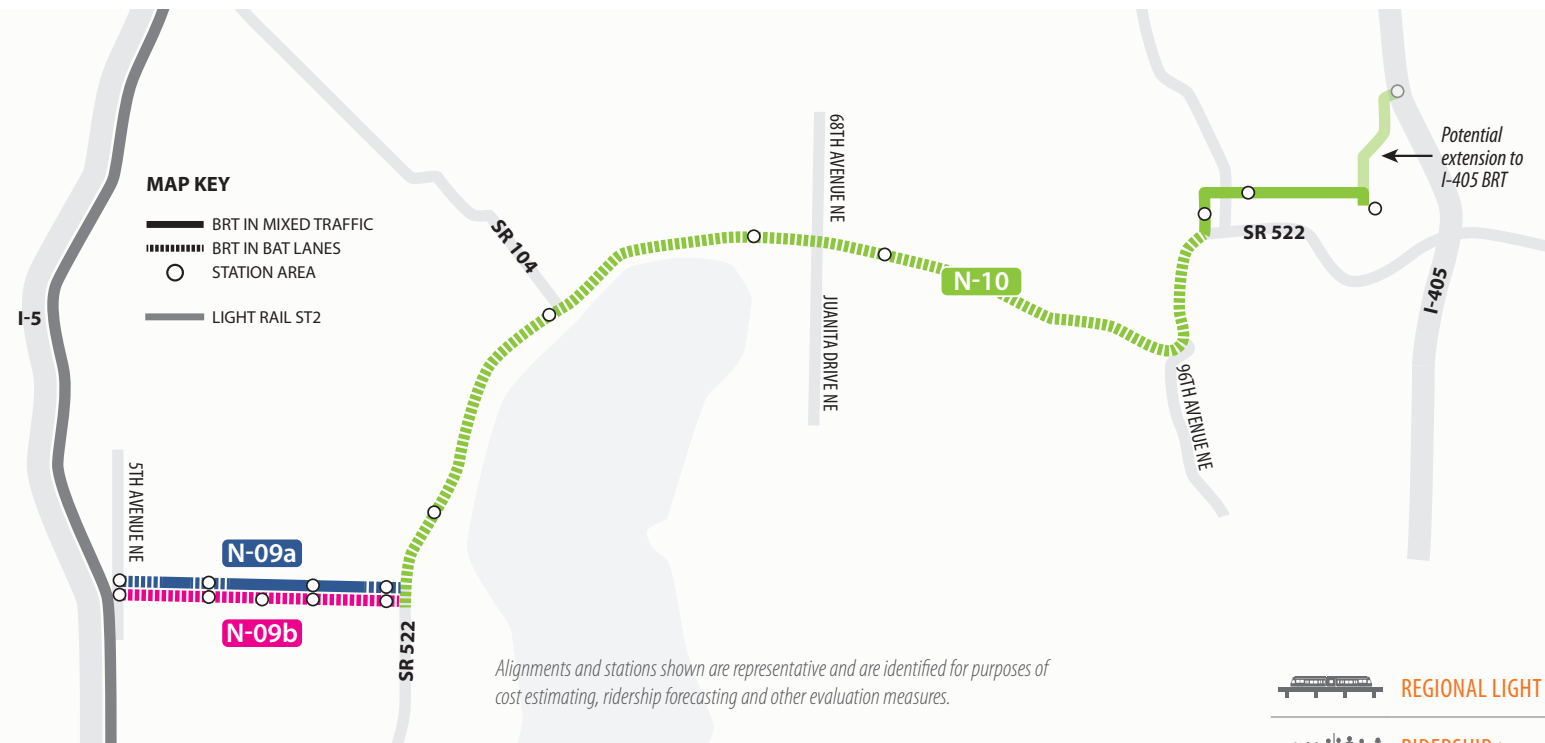 MAP KEY
BRT IN MIXED TRAFFIC
BRT IN BAT LANES
STATION AREA
LIGHT RAIL ST2
I-5
5TH AVENUE NE
N-09a
N-09b
SR 522
SR 104
68TH AVENUE NE
JUANITA DRIVE NE
N-10
96TH AVENUE NE
SR 522
I-405
Potential
extension to
I-405 BRT
Alignments and stations shown are representative and are identified for purposes of
cost estimating, ridership forecasting and other evaluation measures.
REGIONAL LIGHT